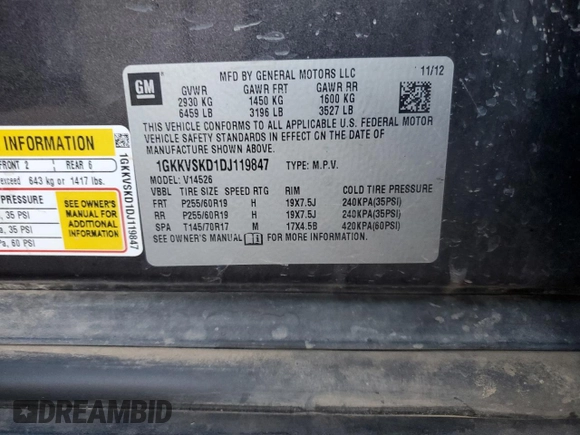 INFORMATION
FRONT 2 REAR 6
exceed 643 kg or 1417 lbs.
PRESSURE
, 35 PSI
a, 35 PSI
Pa, 60 PSI
SEE OWNER'S
MANUAL FOR
ADDITIONAL
INFORMATION
1GKKVSKD1DJ119847
GM
MFD BY GENERAL MOTORS LLC
11/12
GVWR GAWR FRT GAWR RR
2930 KG 1450 KG 1600 KG
6459 LB 3196 LB 3527 LB
THIS VEHICLE CONFORMS TO ALL APPLICABLE U.S. FEDERAL MOTOR
VEHICLE SAFETY STANDARDS IN EFFECT ON THE DATE OF
MANUFACTURE SHOWN ABOVE.
1GKKVSKD1DJ119847 TYPE: M.P.V.
MODEL: V14526
VBBL TIRE SIZE SPEED RTG RIM COLD TIRE PRESSURE
FRT P255/60R19 H 19X7.5J 240KPA(35PSI)
RR P255/60R19 H 19X7.5J 240KPA(35PSI)
SPA T145/70R17 M 17X4.5B 420KPA(60PSI)
SEE OWNER'S MANUAL FOR MORE INFORMATION
DREAMBID